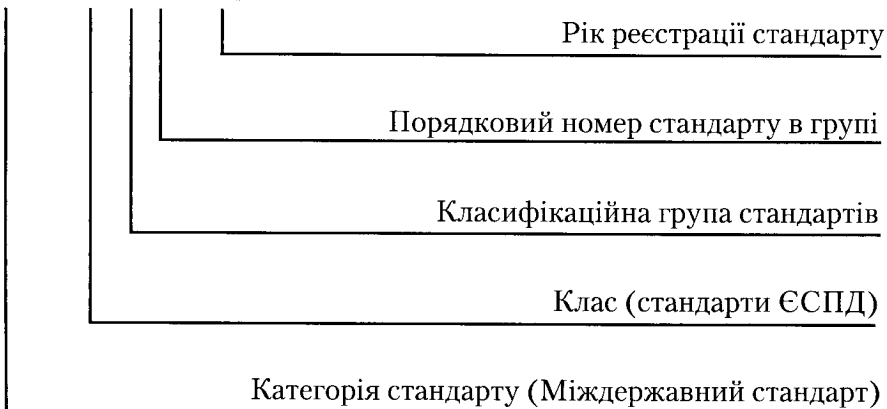 Рік реєстрації стандарту
Порядковий номер стандарту в групі
Класифікаційна група стандартів
Клас (стандарти ЄСПД)
Категорія стандарту (Міждержавний стандарт)